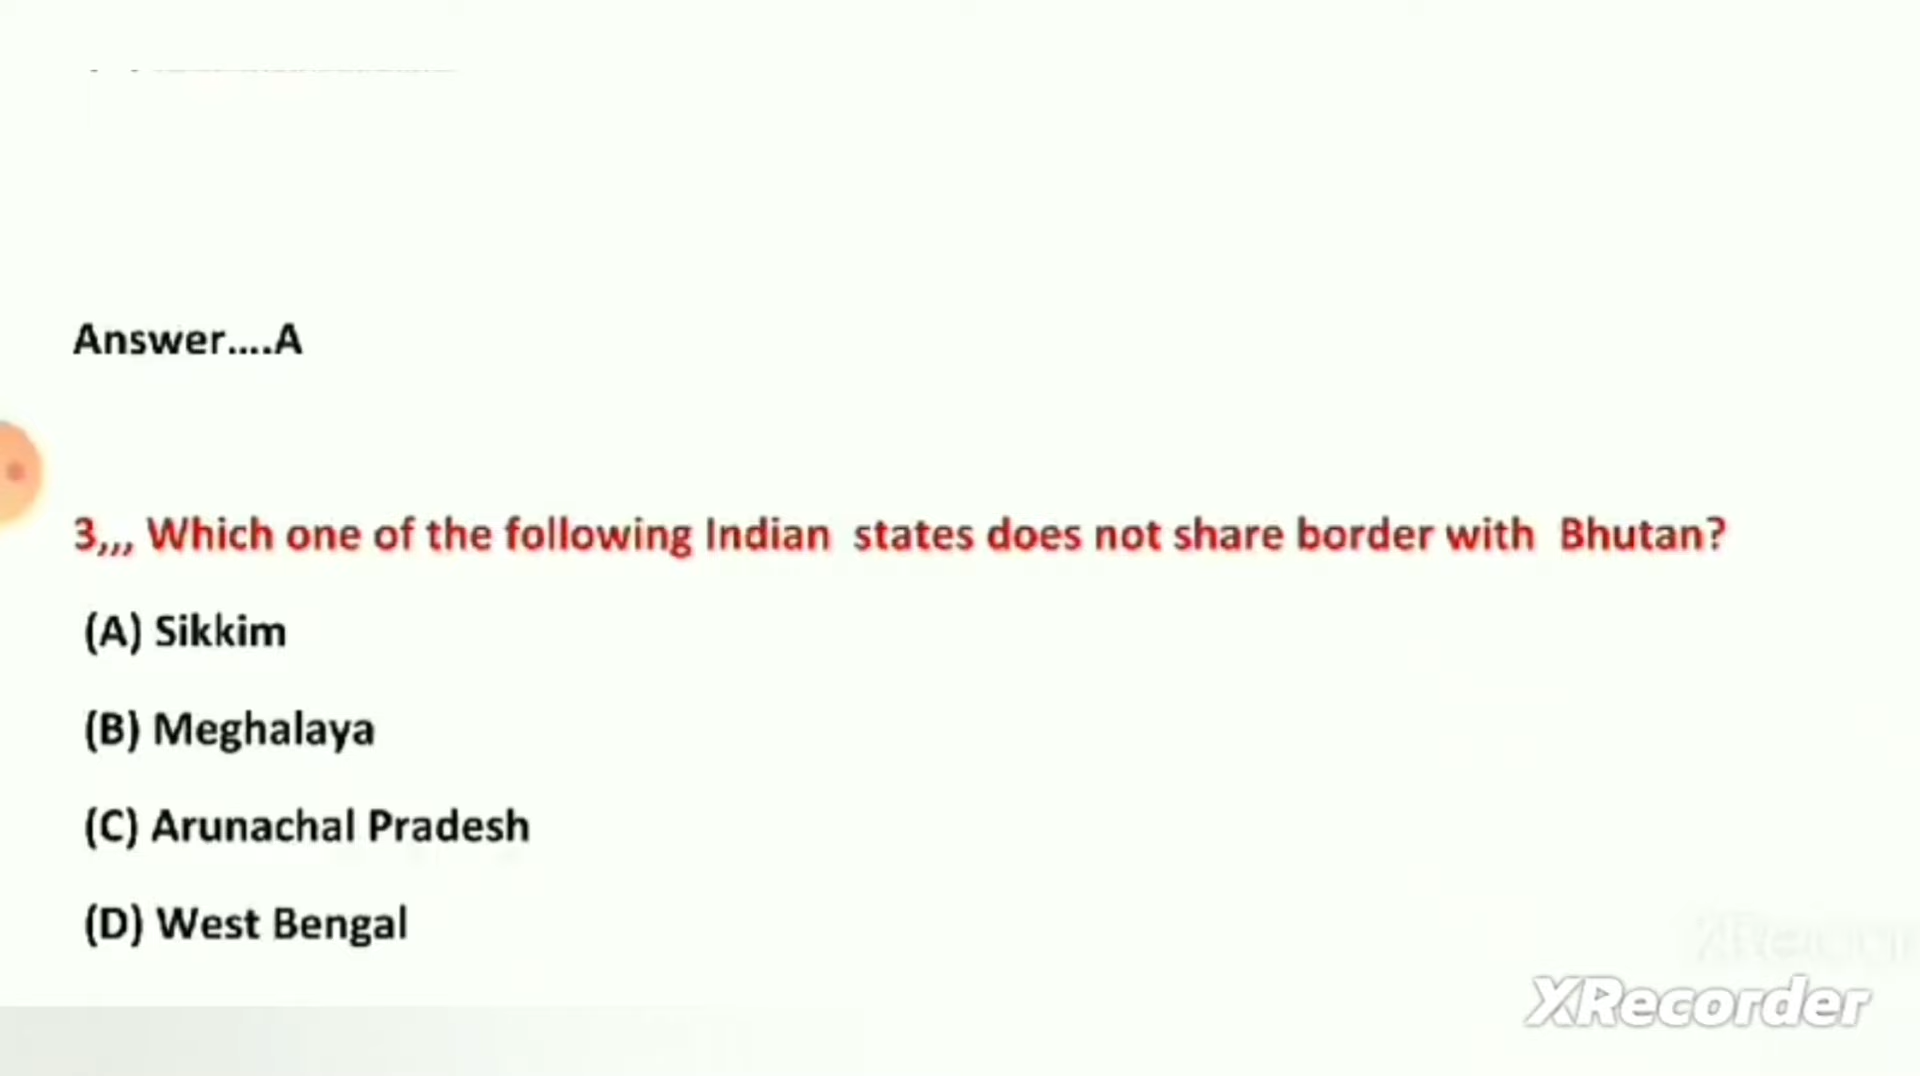 Answer....A
3,,, Which one of the following Indian states does not share border with Bhutan?
(A) Sikkim
(B) Meghalaya
(C) Arunachal Pradesh
(D) West Bengal
XRecorder